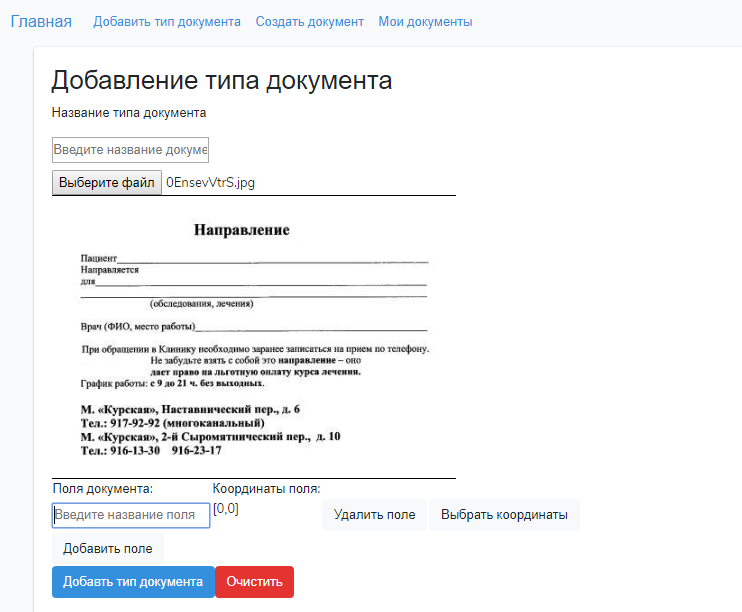 Главная Добавить тип документа Создать документ Мои документы
Добавление типа документа
Название типа документа
Введите название докуме
Выберите файл 0EnsevVtrS.jpg
Направление
Пациент
Направляется
для
(обследования, лечения)
Врач (ФИО, место работы)
При обращении в Клинику необходимо заранее записаться на прием по телефону.
Не забудьте взять с собой это направление – оно
дает право на льготную оплату курса лечения.
График работы: с 9 до 21 ч. без выходных.
М. «Курская», Наставнический пер., д. 6
Тел.: 917-92-92 (многоканальный)
М. «Курская», 2-й Сыромятнический пер., д. 10
Тел.: 916-13-30 916-23-17
Поля документа: Координаты поля:
Введите название поля [0,0] Удалить поле Выбрать координаты
Добавить поле
Добавть тип документа Очистить